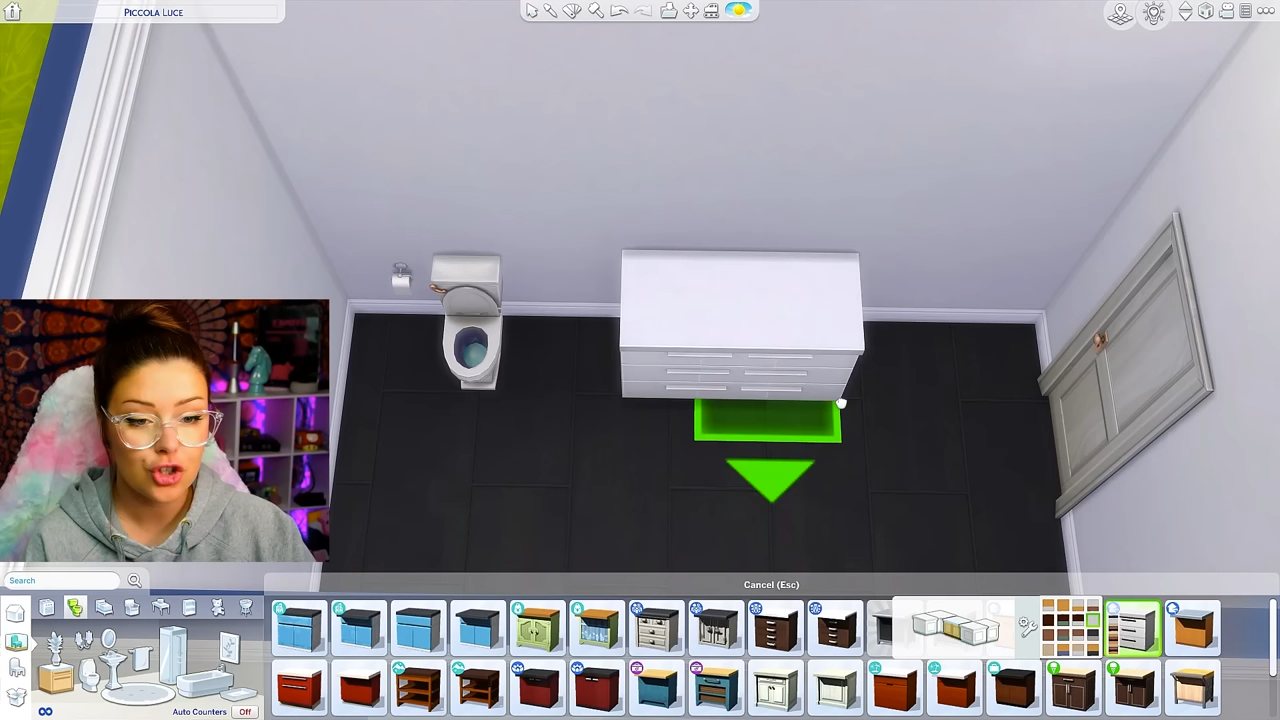 PICCOLA LUCE
Cancel (Esc)
Search
Auto Counters
Off